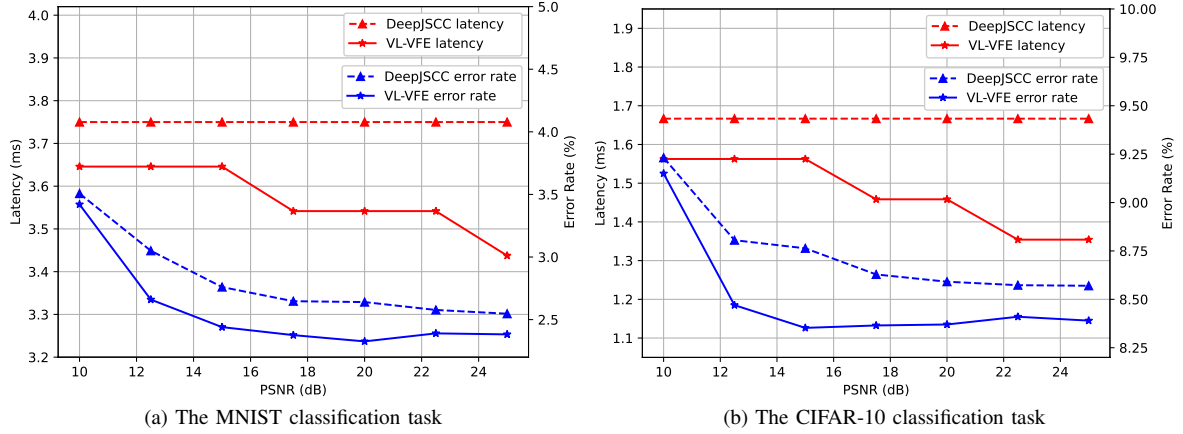 4.0
3.9
3.8
3.7
3.6
3.5
3.4
3.3
3.2
Latency (ms)
10 12 14 16 18 20 22 24
PSNR (dB)
5.0
4.5
4.0
3.5
3.0
2.5
Error Rate (%)
DeepJSCC latency
VL-VFE latency
DeepJSCC error rate
VL-VFE error rate
(a) The MNIST classification task
1.9
1.8
1.7
1.6
1.5
1.4
1.3
1.2
1.1
Latency (ms)
10 12 14 16 18 20 22 24
PSNR (dB)
10.00
9.75
9.50
9.25
9.00
8.75
8.50
8.25
Error Rate (%)
DeepJSCC latency
VL-VFE latency
DeepJSCC error rate
VL-VFE error rate
(b) The CIFAR-10 classification task